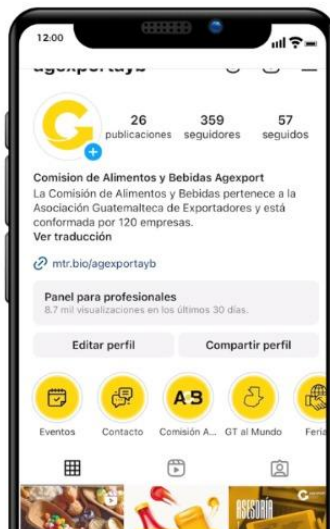 12:00
agexportayb
26 359 57
publicaciones seguidores seguidos
Comision de Alimentos y Bebidas Agexport
La Comisión de Alimentos y Bebidas pertenece a la
Asociación Guatemalteca de Exportadores y está
conformada por 120 empresas.
Ver traducción
mtr.bio/agexportayb
Panel para profesionales
8.7 mil visualizaciones en los últimos 30 días.
Editar perfil Compartir perfil
A&B
Eventos Contacto Comisión A... GT al Mundo Feria
ASESORÍA